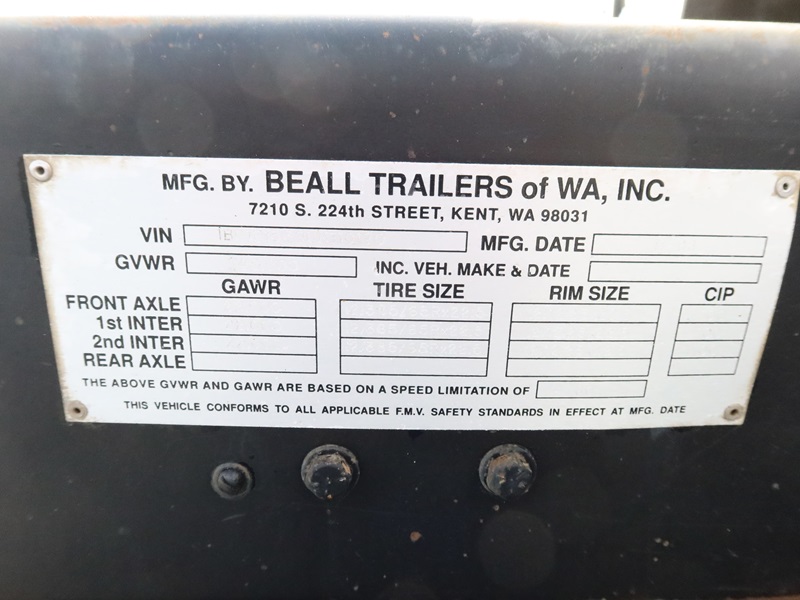 MFG. BY. BEALL TRAILERS of WA, INC.
7210 S. 224th STREET, KENT, WA 98031
VIN MFG. DATE
GVWR INC. VEH. MAKE & DATE
GAWR TIRE SIZE RIM SIZE CIP
FRONT AXLE
1st INTER
2nd INTER
REAR AXLE
THE ABOVE GVWR AND GAWR ARE BASED ON A SPEED LIMITATION OF
THIS VEHICLE CONFORMS TO ALL APPLICABLE F.M.V. SAFETY STANDARDS IN EFFECT AT MFG. DATE